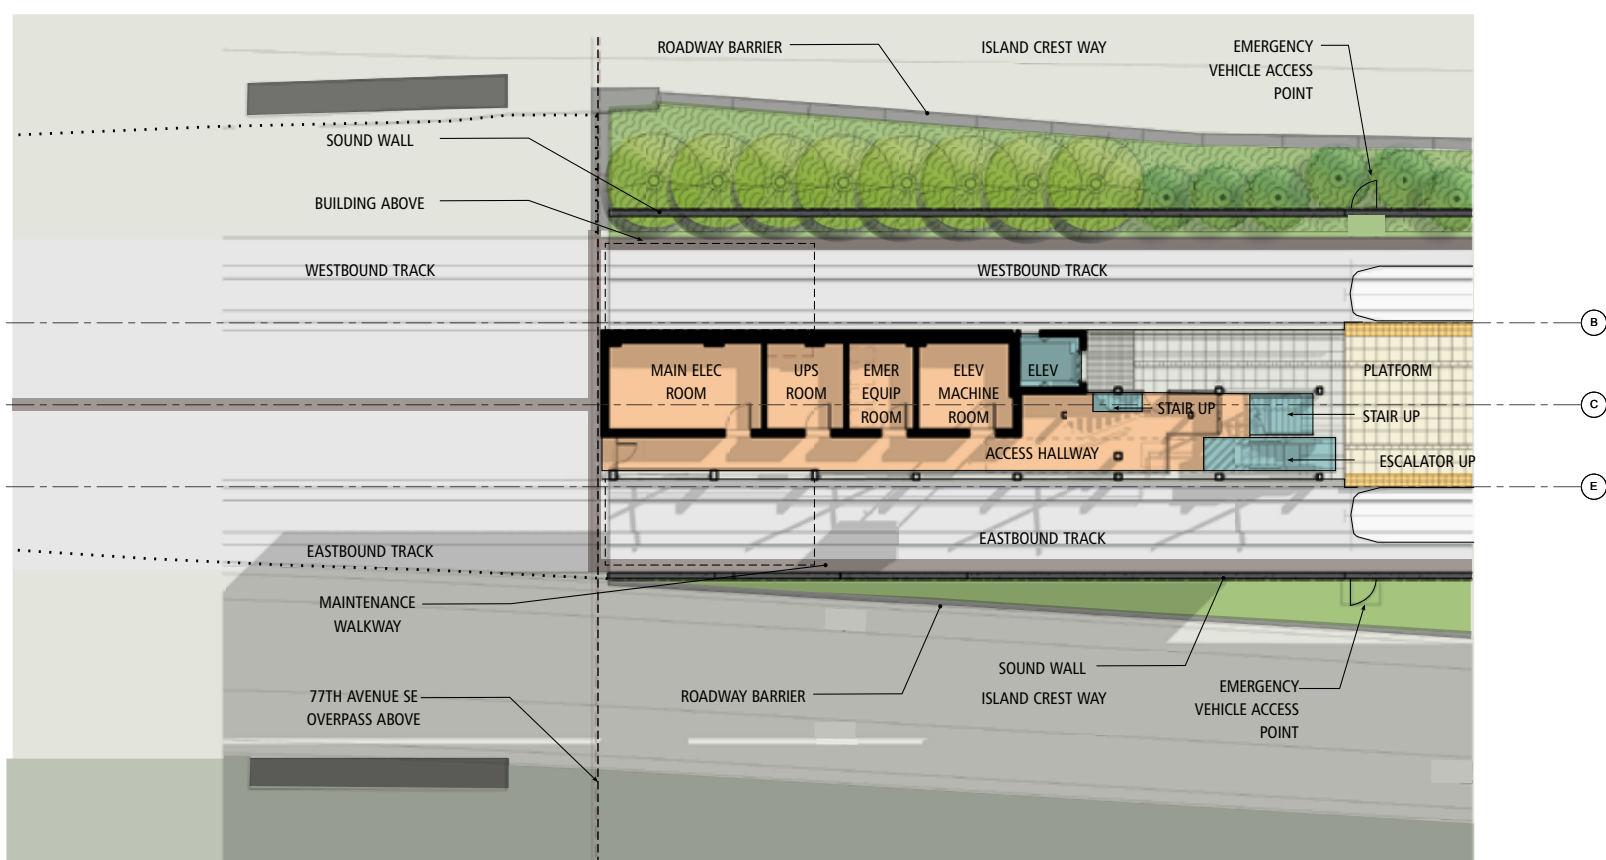 ROADWAY BARRIER
ISLAND CREST WAY
EMERGENCY
VEHICLE ACCESS
POINT
SOUND WALL
BUILDING ABOVE
WESTBOUND TRACK
WESTBOUND TRACK
B
MAIN ELEC
ROOM
UPS
ROOM
EMER
EQUIP
ROOM
ELEV
MACHINE
ROOM
ELEV
PLATFORM
STAIR UP
C
STAIR UP
ACCESS HALLWAY
ESCALATOR UP
E
EASTBOUND TRACK
EASTBOUND TRACK
MAINTENANCE
WALKWAY
SOUND WALL
77TH AVENUE SE
OVERPASS ABOVE
ROADWAY BARRIER
ISLAND CREST WAY
EMERGENCY
VEHICLE ACCESS
POINT